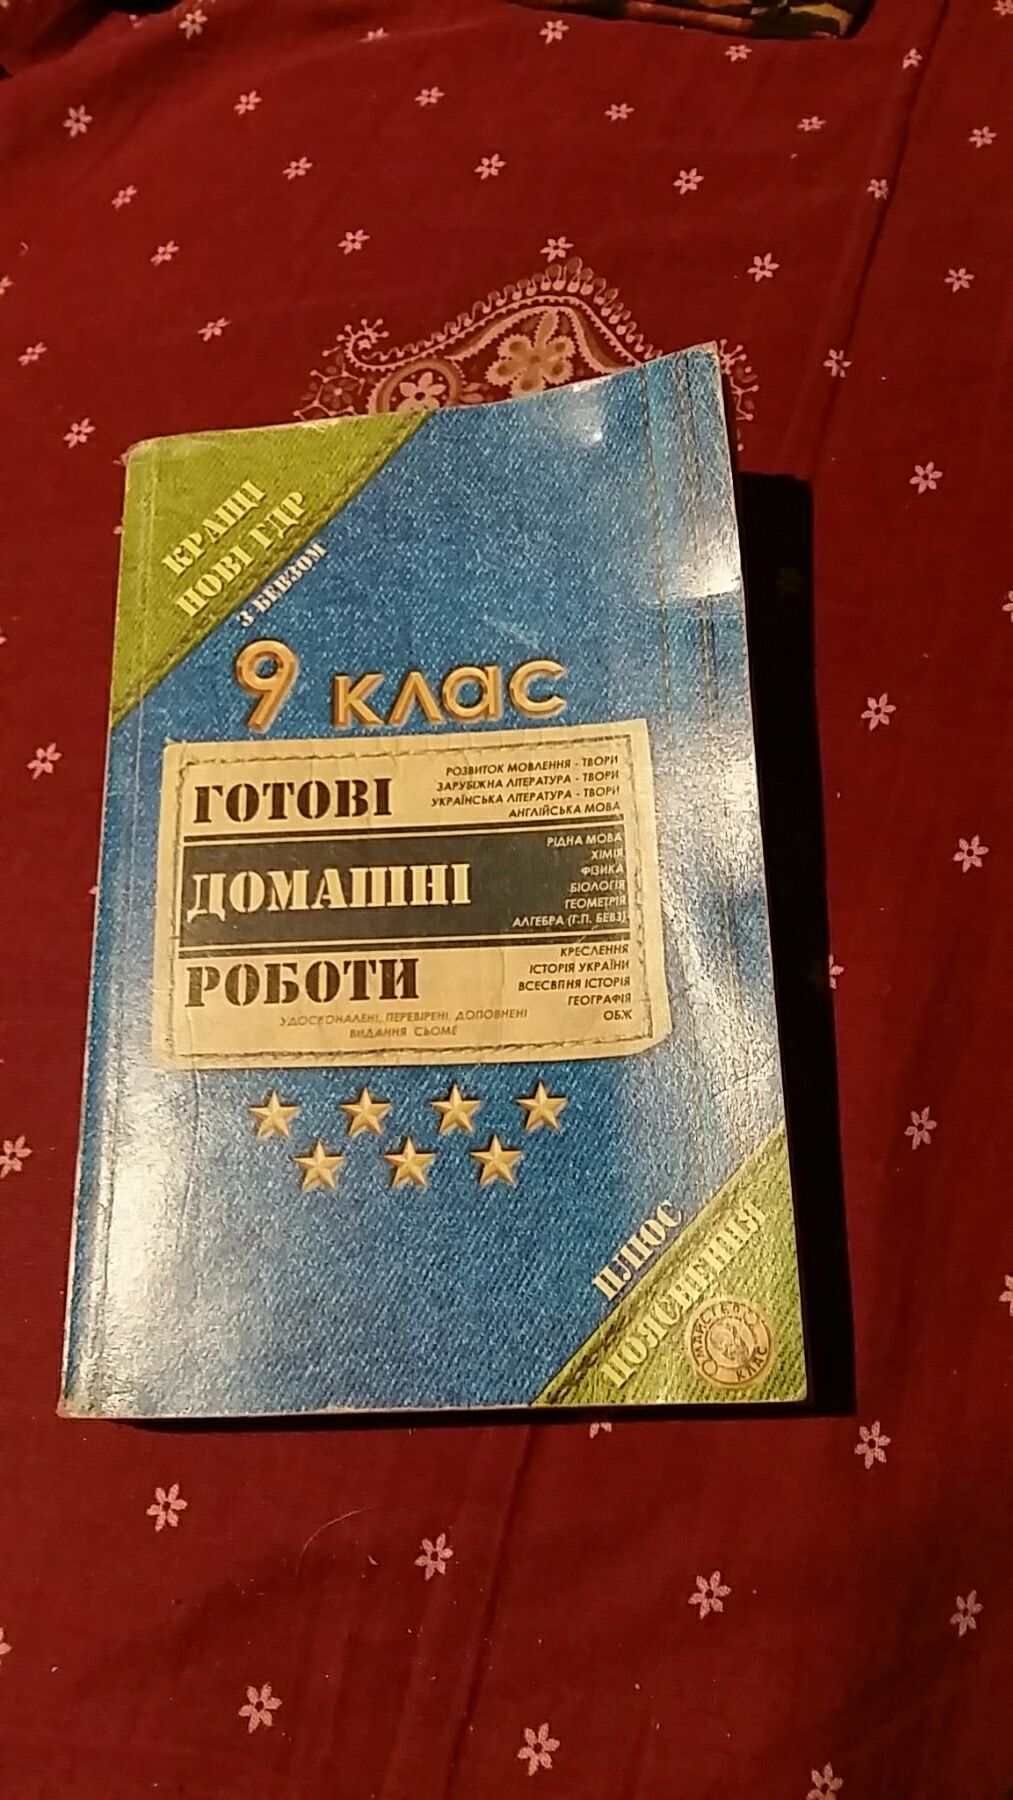 КРАЩІ
НОВІ ГДР
З БЕВЗОМ
9 клас
ГОТОВІ
РОЗВИТОК МОВЛЕННЯ - ТВОРИ
ЗАРУБІЖНА ЛІТЕРАТУРА - ТВОРИ
УКРАЇНСЬКА ЛІТЕРАТУРА - ТВОРИ
АНГЛІЙСЬКА МОВА
ДОМАШНІ
РІДНА МОВА
ХІМІЯ
ФІЗИКА
БІОЛОГІЯ
ГЕОМЕТРІЯ
АЛГЕБРА (Г.П. БЕВЗ)
РОБОТИ
КРЕСЛЕННЯ
ІСТОРІЯ УКРАЇНИ
ВСЕСВІТНЯ ІСТОРІЯ
ГЕОГРАФІЯ
ОБЖ
УДОСКОНАЛЕНІ, ПЕРЕВІРЕНІ, ДОПОВНЕНІ
ВИДАННЯ СЬОМЕ
ПЛЮС
ПОЯСНЕННЯ
МАЙСТЕР
КЛАС